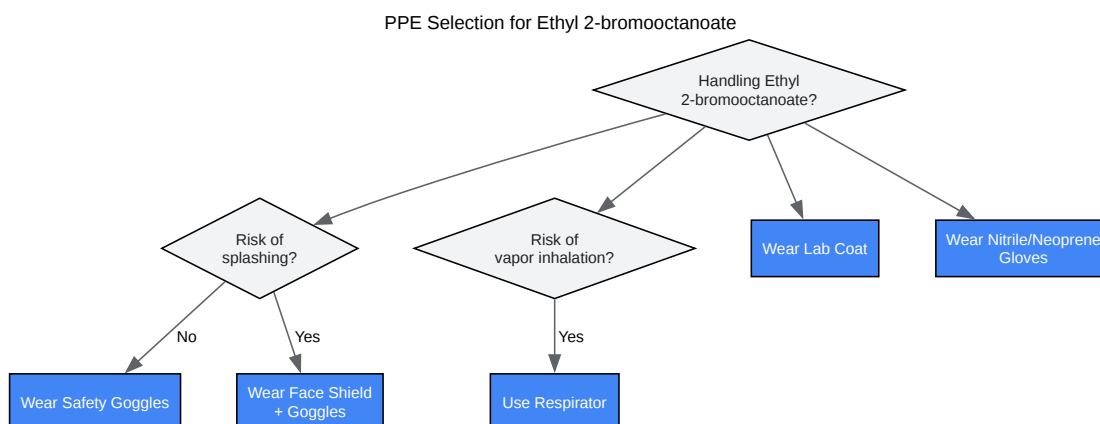 PPE Selection for Ethyl 2-bromooctanoate
Handling Ethyl
2-bromooctanoate?
Risk of
splashing?
Risk of
vapor inhalation?
Wear Lab Coat
Wear Nitrile/Neoprene
Gloves
No
Yes
Yes
Wear Safety Goggles
Wear Face Shield
+ Goggles
Use Respirator